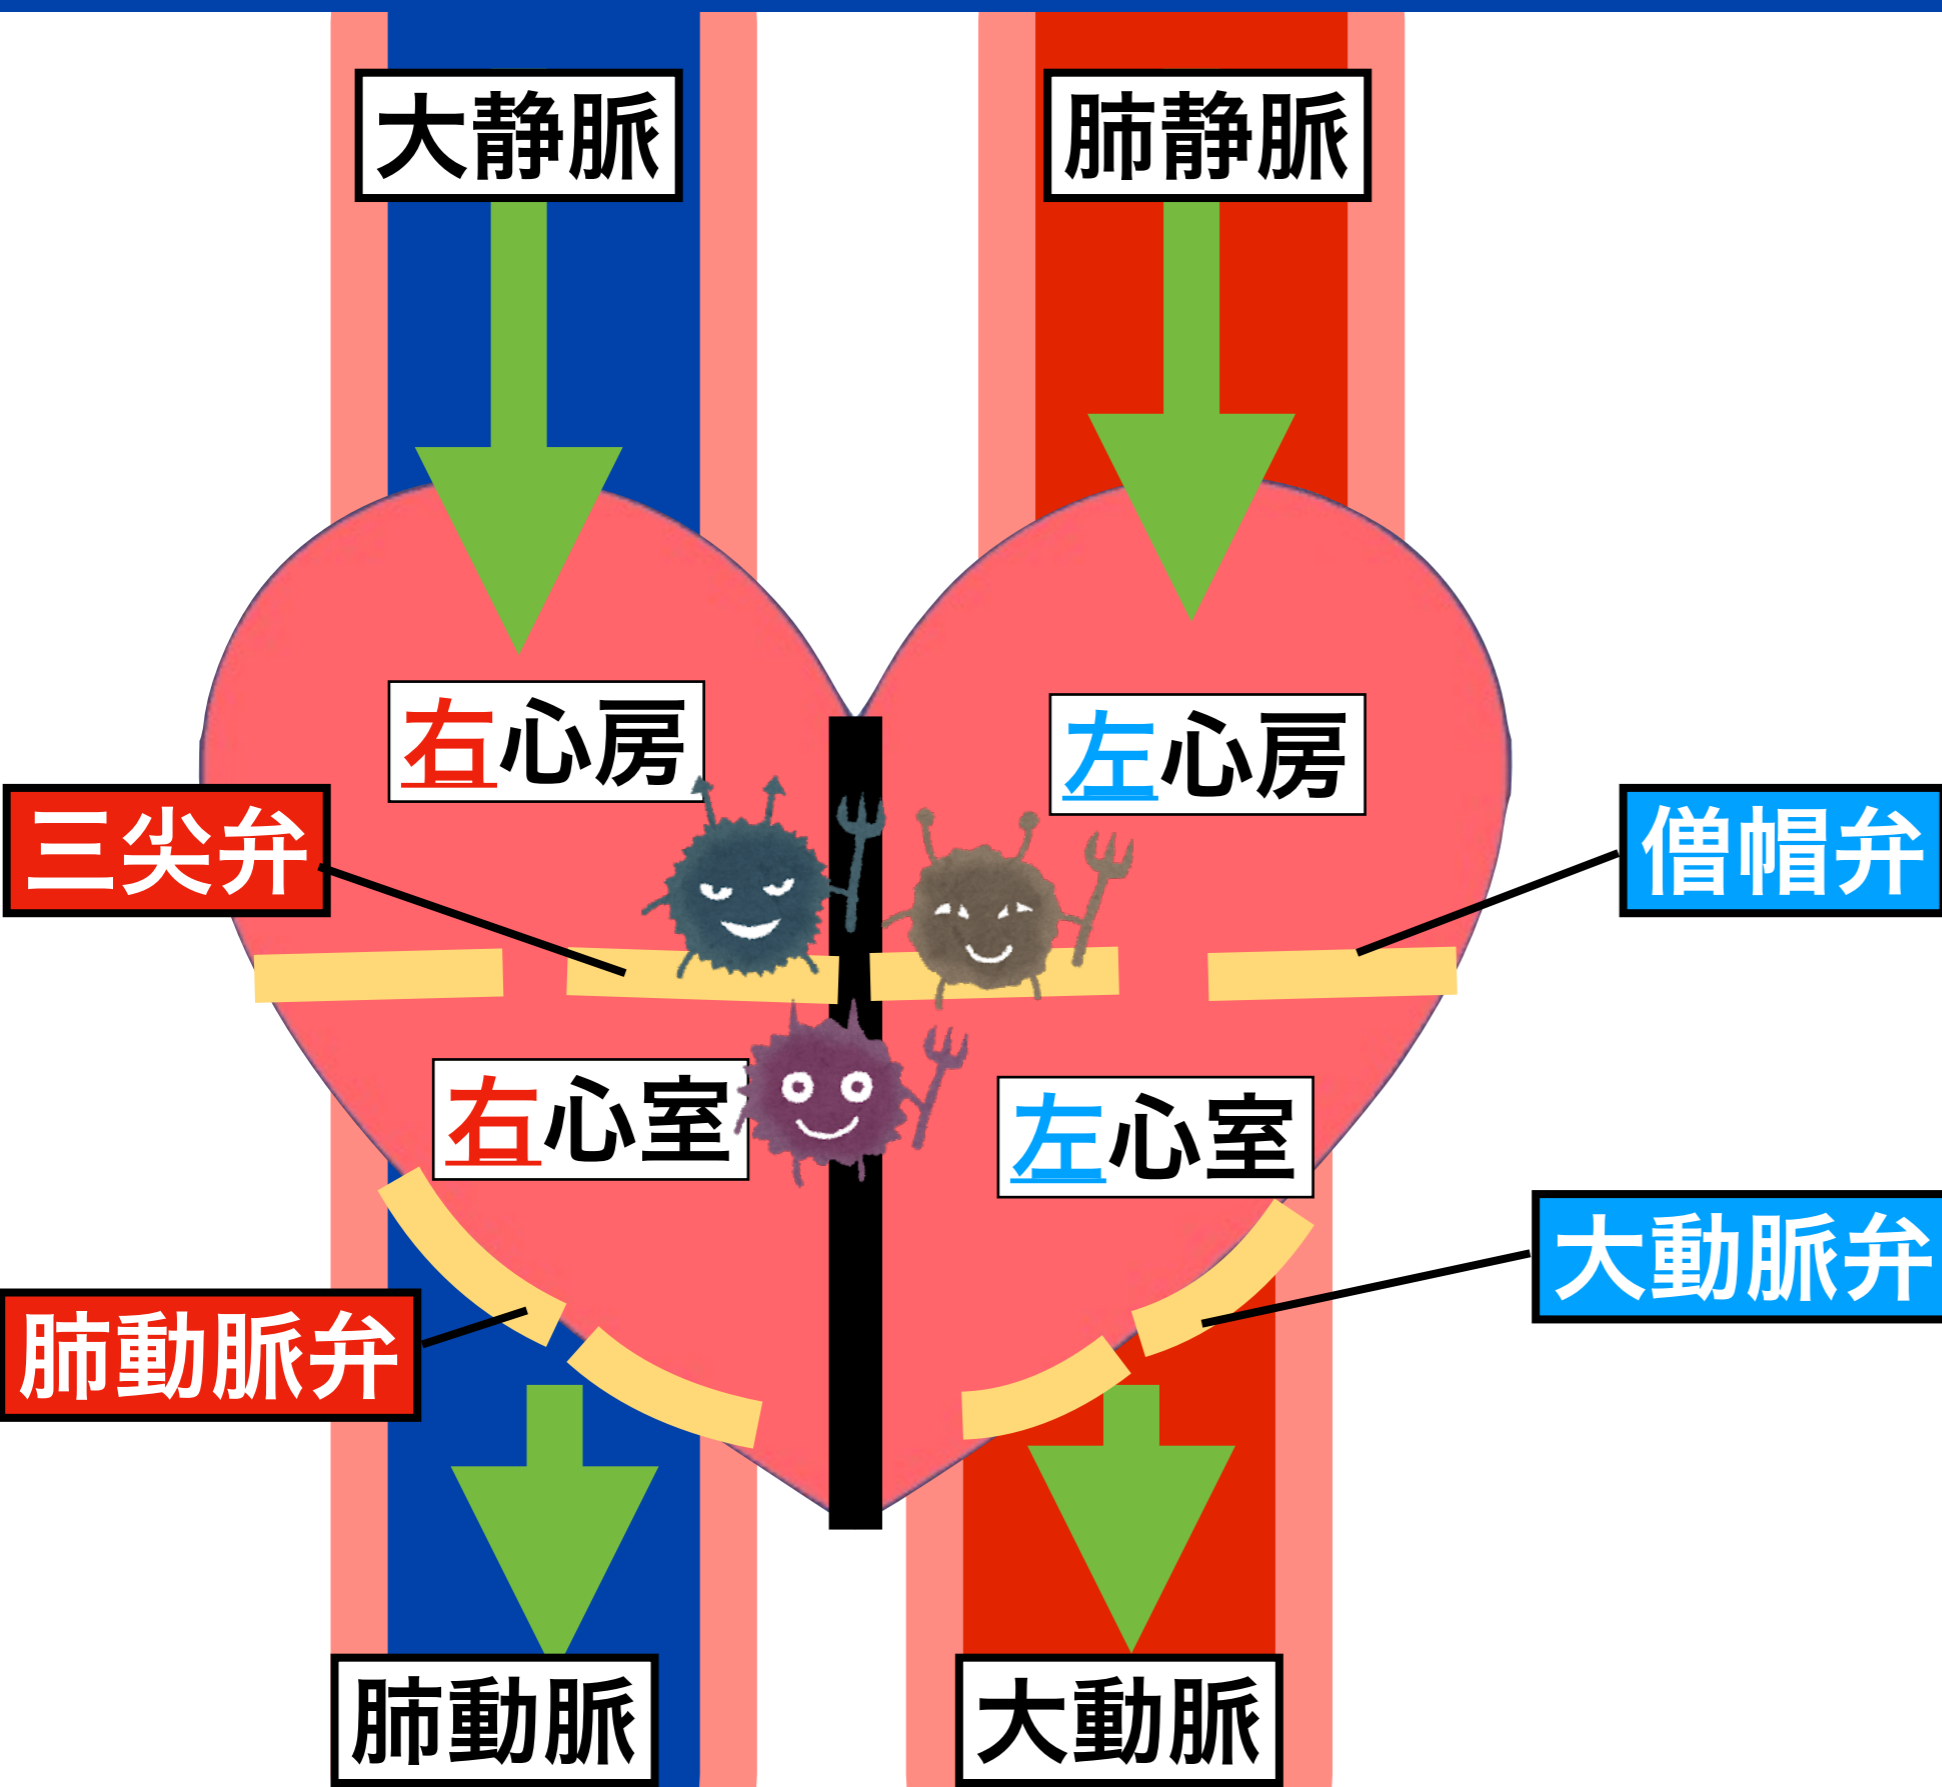 大静脈
肺静脈
右心房
左心房
三尖弁
僧帽弁
右心室
左心室
大動脈弁
肺動脈弁
肺動脈
大動脈